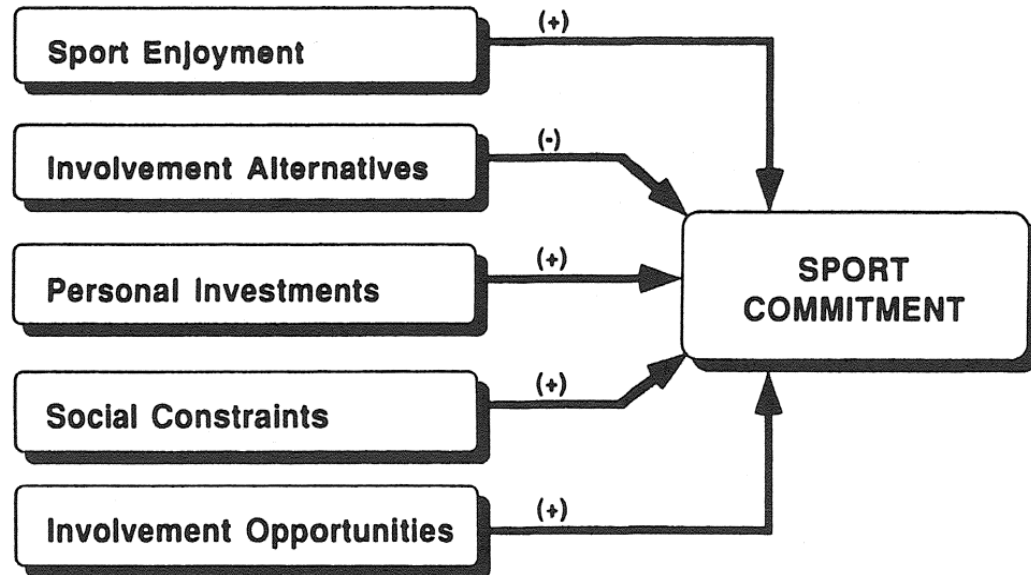 (+)
Sport Enjoyment
(-)
Involvement Alternatives
(+)
Personal Investments
SPORT
COMMITMENT
(+)
Social Constraints
(+)
Involvement Opportunities